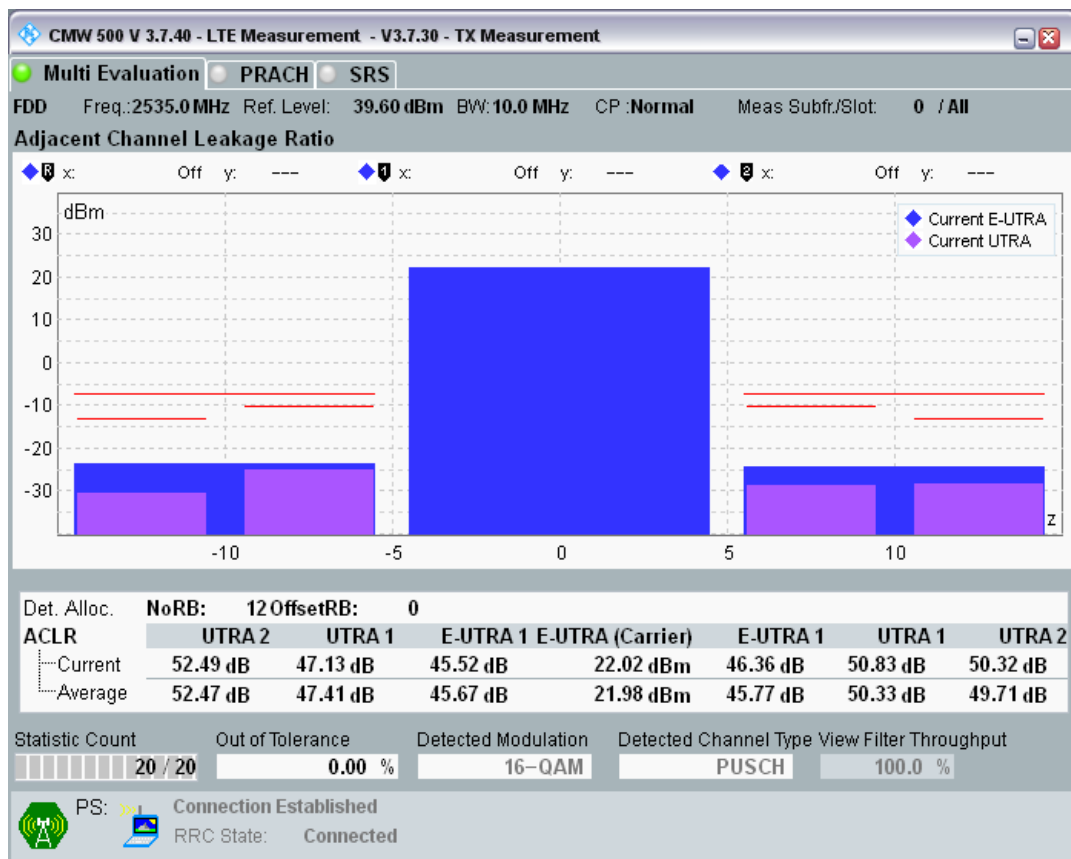 CMW 500 V 3.7.40 - LTE Measurement - V3.7.30 - TX Measurement
Multi Evaluation PRACH SRS
FDD Freq.:2535.0 MHz Ref. Level: 39.60 dBm BW:10.0 MHz CP :Normal Meas Subfr./Slot: 0 / All
Adjacent Channel Leakage Ratio
R x: Off y: --- 1 x: Off y: --- 2 x: Off y: ---
dBm
Current E-UTRA
Current UTRA
30
20
10
0
-10
-20
-30
z
-10 -5 0 5 10
Det. Alloc. NoRB: 12 OffsetRB: 0
ACLR UTRA 2 UTRA 1 E-UTRA 1 E-UTRA (Carrier) E-UTRA 1 UTRA 1 UTRA 2
Current 52.49 dB 47.13 dB 45.52 dB 22.02 dBm 46.36 dB 50.83 dB 50.32 dB
Average 52.47 dB 47.41 dB 45.67 dB 21.98 dBm 45.77 dB 50.33 dB 49.71 dB
Statistic Count Out of Tolerance Detected Modulation Detected Channel Type View Filter Throughput
20 / 20 0.00 % 16-QAM PUSCH 100.0 %
PS: Connection Established
RRC State: Connected